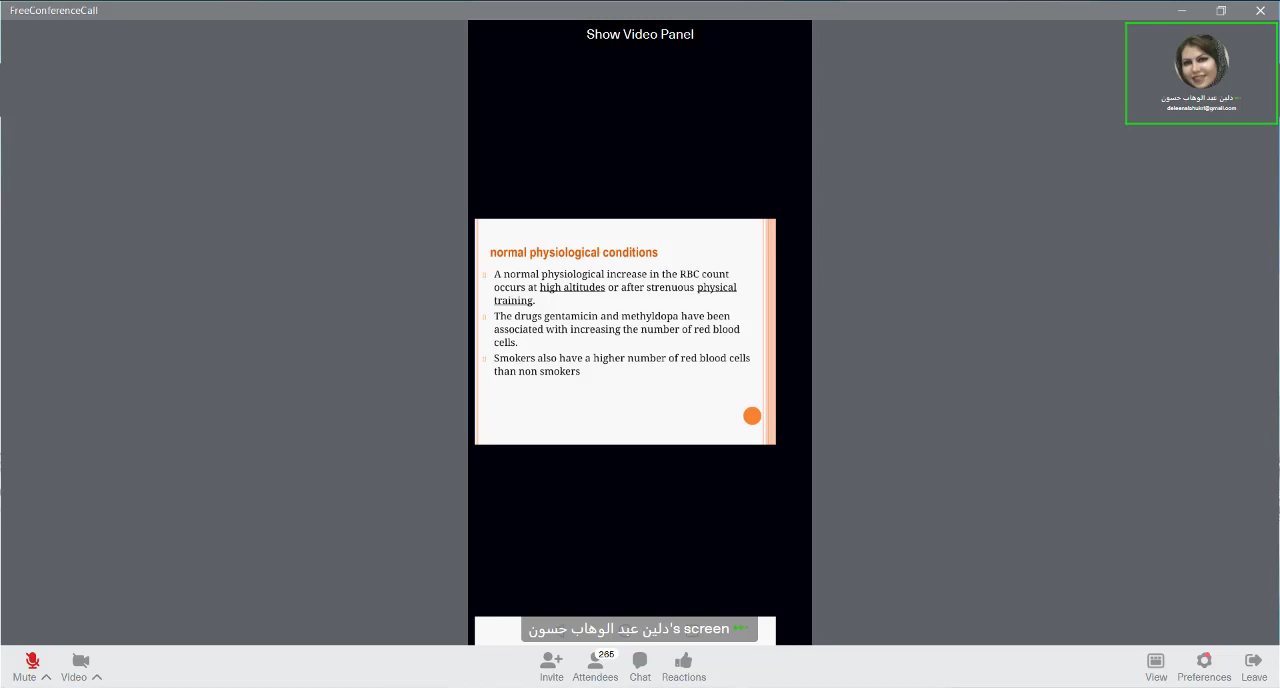 FreeConferenceCall
Show Video Panel
دلين عبد الوهاب حسون
deleenalshukri@gmail.com
normal physiological conditions
A normal physiological increase in the RBC count
occurs at high altitudes or after strenuous physical
training.
The drugs gentamicin and methyldopa have been
associated with increasing the number of red blood
cells.
Smokers also have a higher number of red blood cells
than non smokers
دلين عبد الوهاب حسون's screen
Mute
Video
Invite
265
Attendees
Chat
Reactions
View
Preferences
Leave